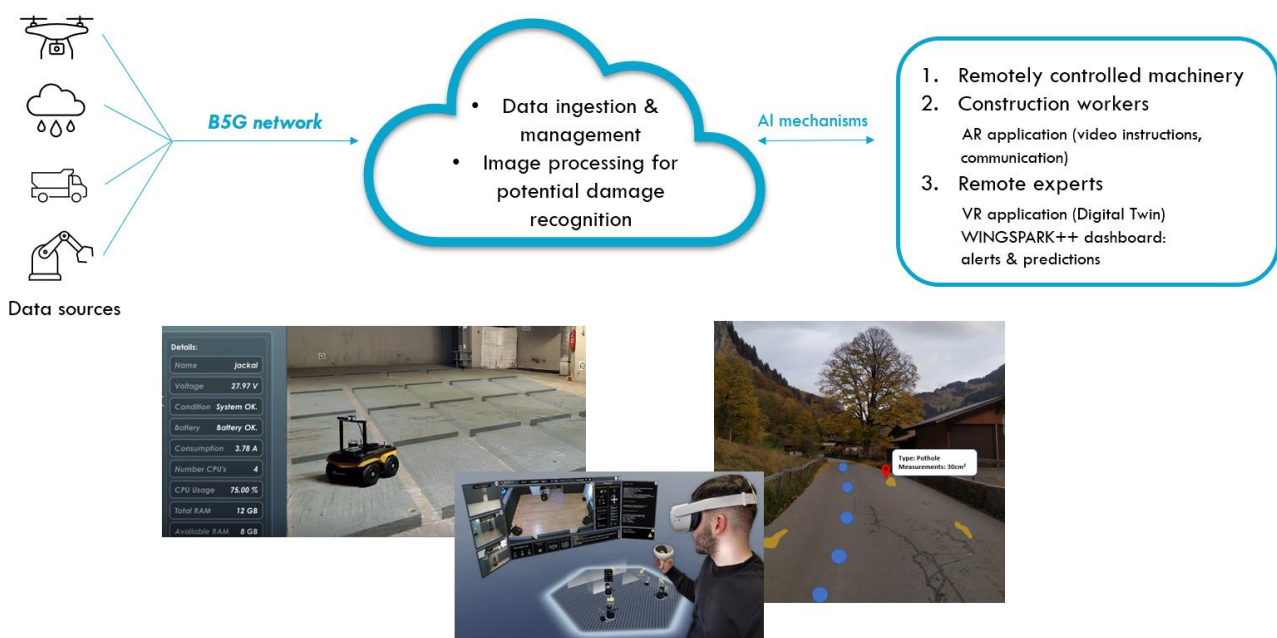 B5G network
• Data ingestion &
management
• Image processing for
potential damage
recognition
AI mechanisms
1. Remotely controlled machinery
2. Construction workers
AR application (video instructions,
communication)
3. Remote experts
VR application (Digital Twin)
WINGSPARK++ dashboard:
alerts & predictions
Data sources
Details:
Name jackal
Voltage 27.97 V
Condition System OK.
Battery Battery OK.
Consumption 3.78 A
Number CPU's 4
CPU Usage 75.00 %
Total RAM 12 GB
Available RAM 8 GB
Type: Pothole
Measurements: 30cm²